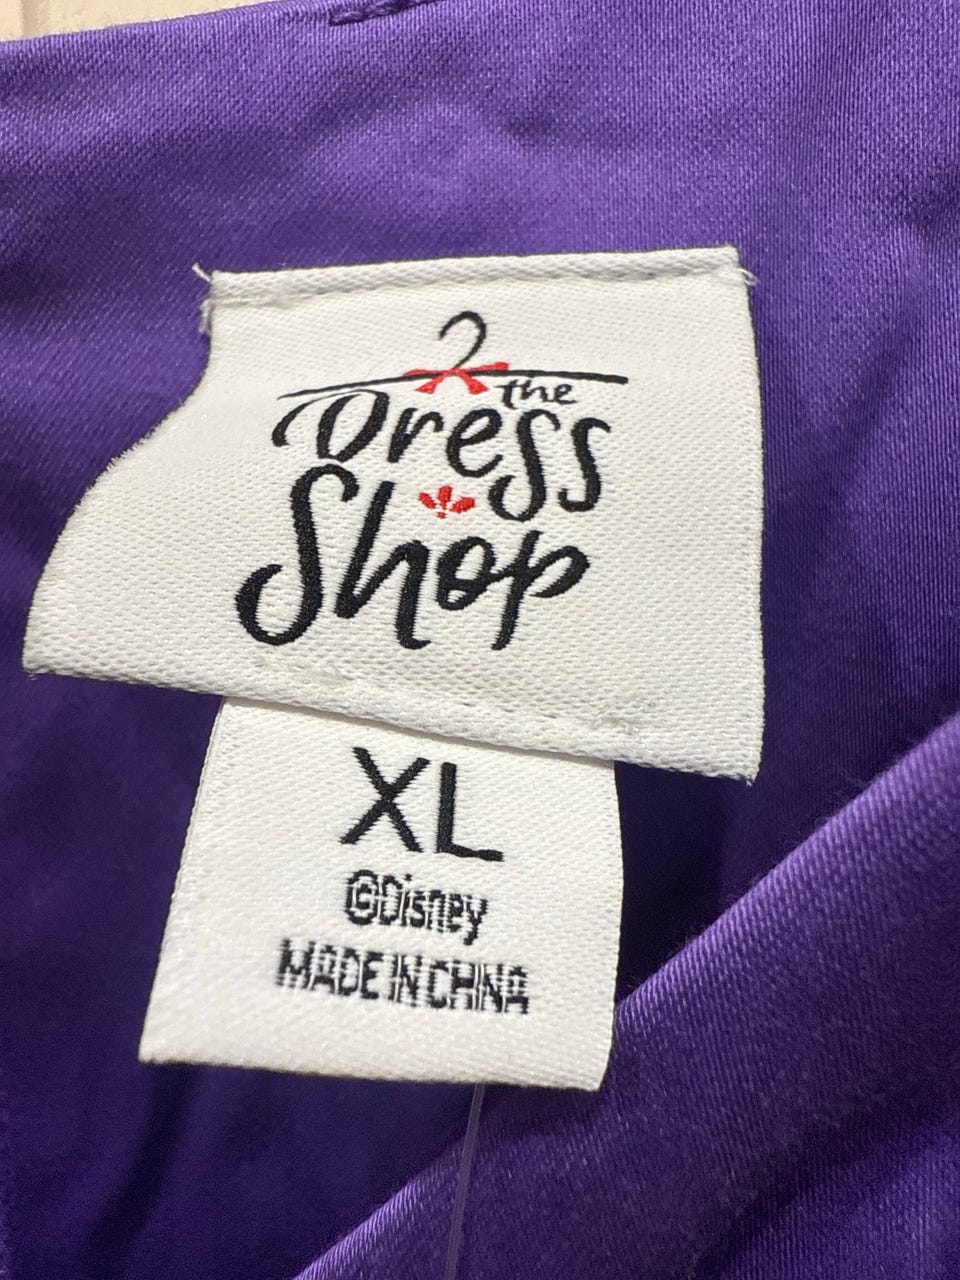 the
Dress
Shop
XL
©Disney
MADE IN CHINA